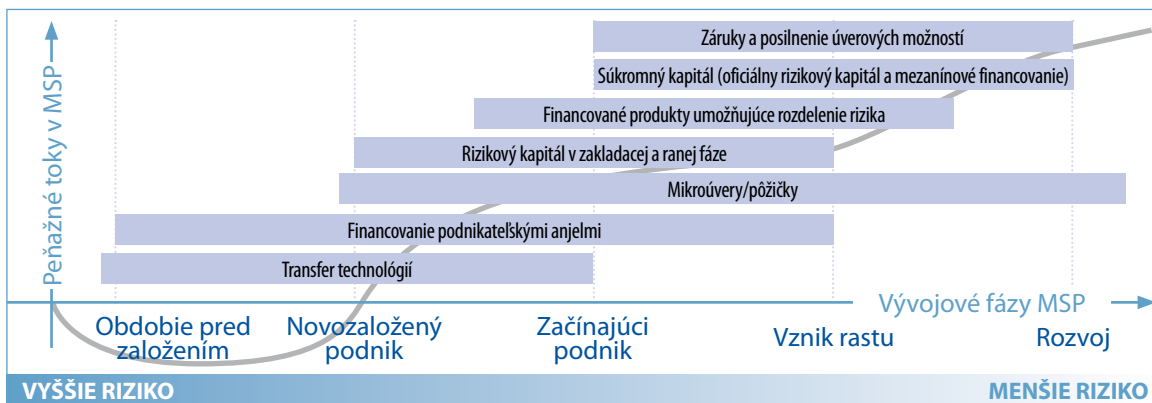 Peňažné toky v MSP
Záruky a posilnenie úverových možností
Súkromný kapitál (oficiálny rizikový kapitál a mezanínové financovanie)
Financované produkty umožňujúce rozdelenie rizika
Rizikový kapitál v zakladacej a ranej fáze
Mikroúvery/pôžičky
Financovanie podnikateľskými anjelmi
Transfer technológií
Vývojové fázy MSP
Obdobie pred
založením
Novozaložený
podnik
Začínajúci
podnik
Vznik rastu
Rozvoj
VYŠŠIE RIZIKO
MENŠIE RIZIKO